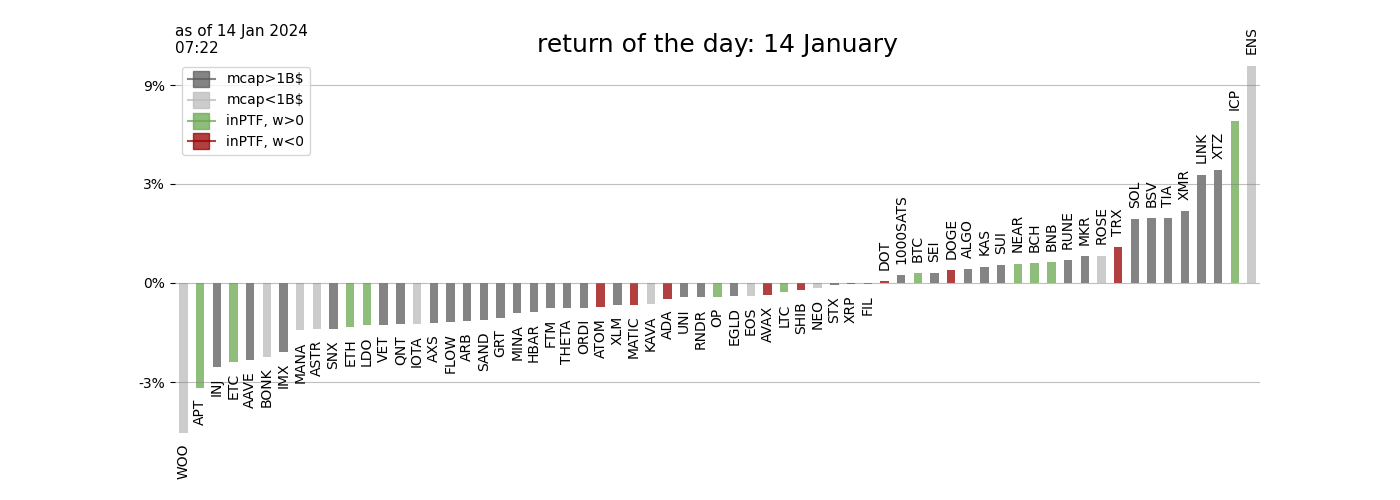 as of 14 Jan 2024
07:22
return of the day: 14 January
mcap>1B$
mcap<1B$
inPTF, w>0
inPTF, w<0
9%
3%
0%
-3%
WOO
APT
INJ
ETC
AAVE
BONK
IMX
MANA
ASTR
SNX
ETH
LDO
VET
QNT
IOTA
AXS
FLOW
ARB
SAND
GRT
MINA
HBAR
FTM
THETA
ORDI
ATOM
XLM
MATIC
KAVA
ADA
UNI
RNDR
OP
EGLD
EOS
AVAX
LTC
SHIB
NEO
STX
XRP
FIL
DOT
1000SATS
BTC
SEI
DOGE
ALGO
KAS
SUI
NEAR
BCH
BNB
RUNE
MKR
ROSE
TRX
SOL
BSV
TIA
XMR
LINK
XTZ
ICP
ENS